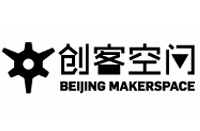 创客空间
BEIJING MAKERSPACE